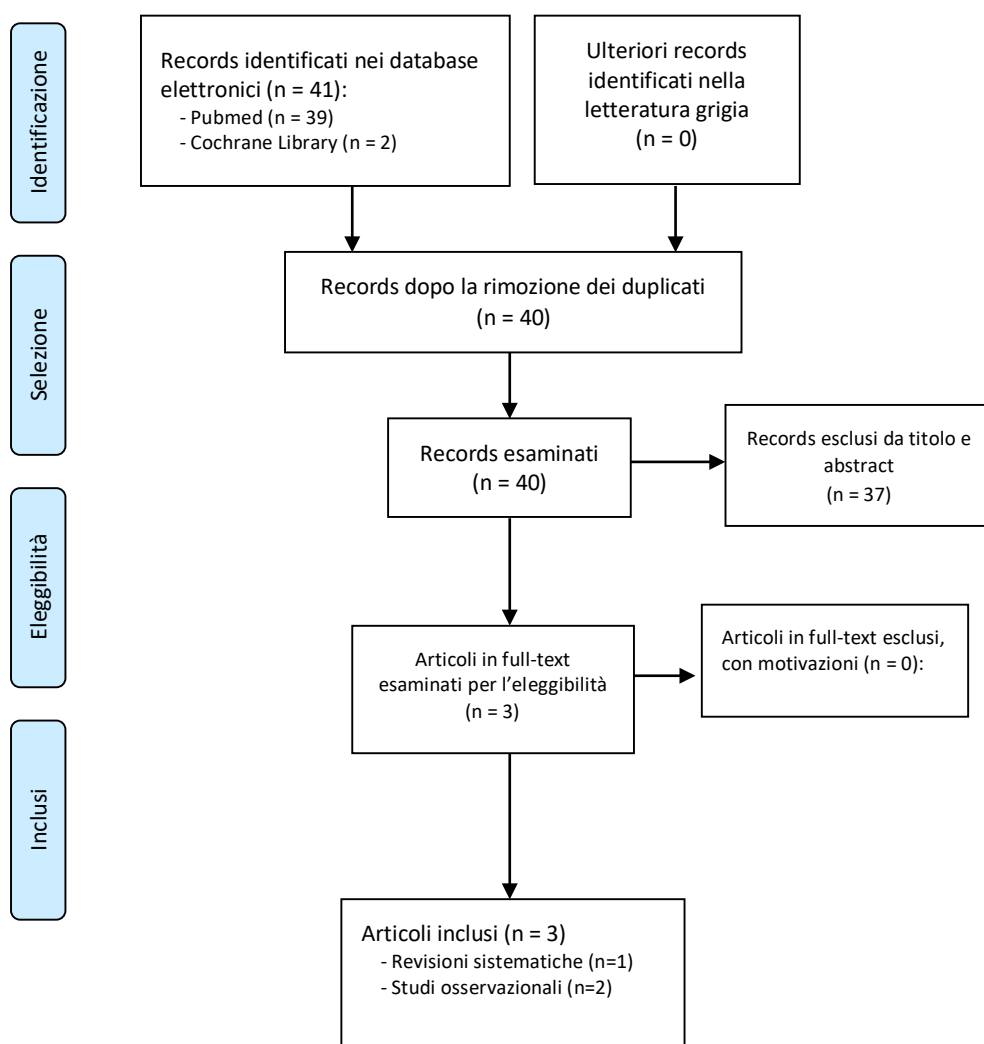 Identificazione
Records identificati nei database
elettronici (n = 41):
- Pubmed (n = 39)
- Cochrane Library (n = 2)
Ulteriori records
identificati nella
letteratura grigia
(n = 0)
Selezione
Records dopo la rimozione dei duplicati
(n = 40)
Records esaminati
(n = 40)
Records esclusi da titolo e
abstract
(n = 37)
Eleggibilità
Articoli in full-text
esaminati per l’eleggibilità
(n = 3)
Articoli in full-text esclusi,
con motivazioni (n = 0):
Inclusi
Articoli inclusi (n = 3)
- Revisioni sistematiche (n=1)
- Studi osservazionali (n=2)